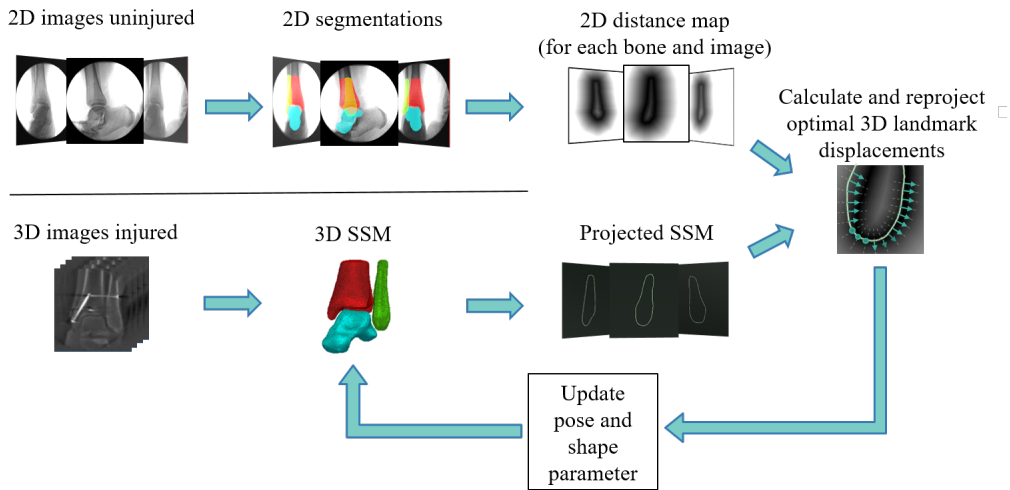 2D images uninjured
2D segmentations
2D distance map
(for each bone and image)
Calculate and reproject
optimal 3D landmark
displacements
3D images injured
3D SSM
Projected SSM
Update
pose and
shape
parameter